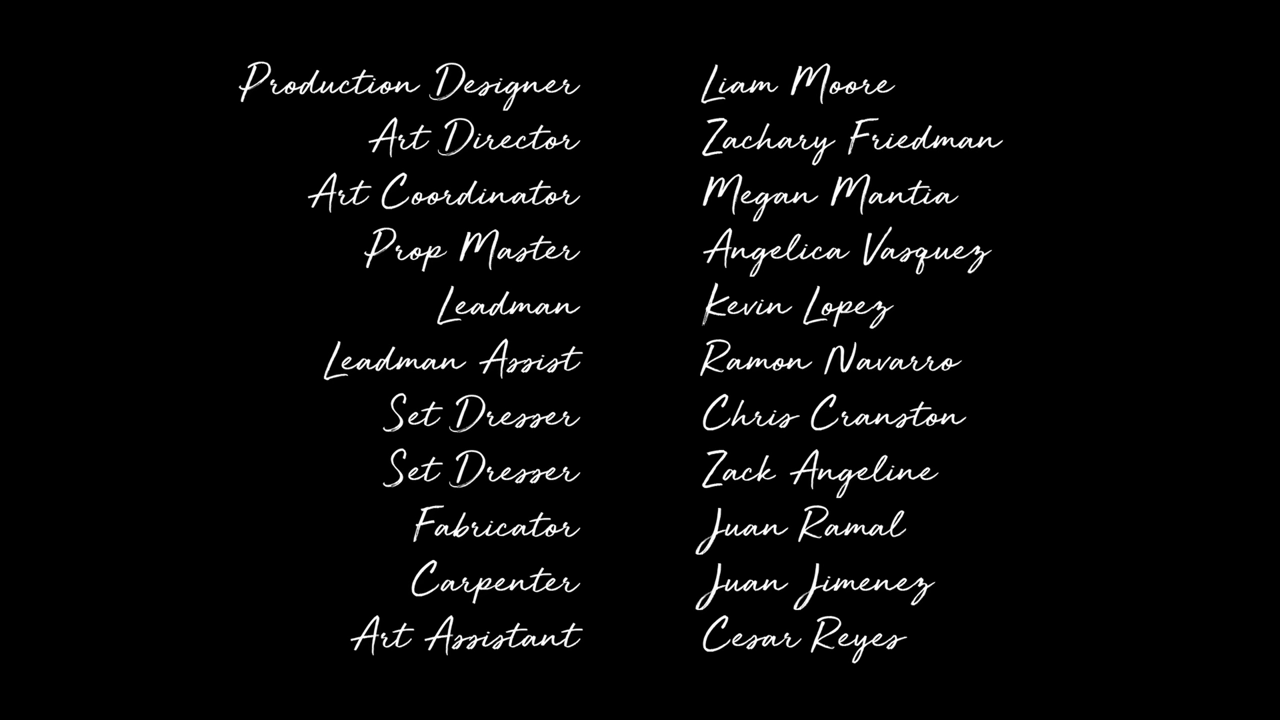 Production Designer Liam Moore
Art Director Zachary Friedman
Art Coordinator Megan Mantia
Prop Master Angelica Vasquez
Leadman Kevin Lopez
Leadman Assist Ramon Navarro
Set Dresser Chris Cranston
Set Dresser Zack Angeline
Fabricator Juan Ramal
Carpenter Juan Jimenez
Art Assistant Cesar Reyes